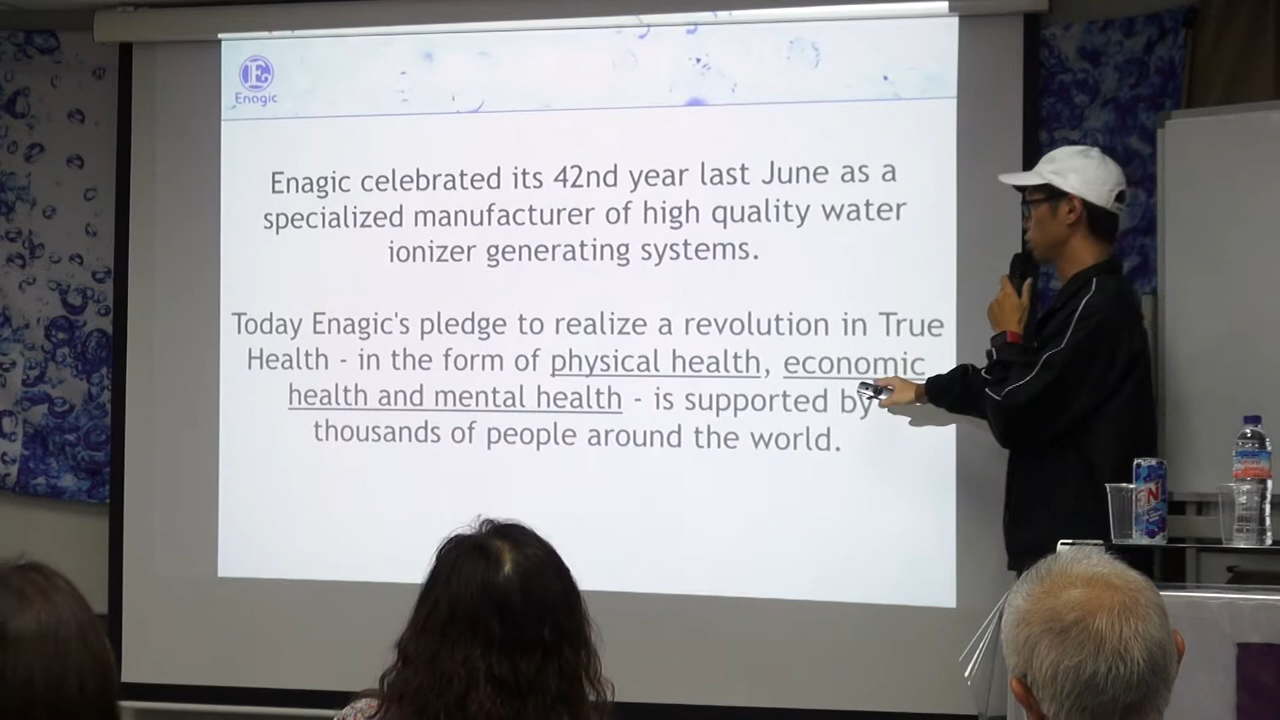 Enagic
Enagic celebrated its 42nd year last June as a
specialized manufacturer of high quality water
ionizer generating systems.
Today Enagic's pledge to realize a revolution in True
Health - in the form of physical health, economic
health and mental health - is supported by
thousands of people around the world.